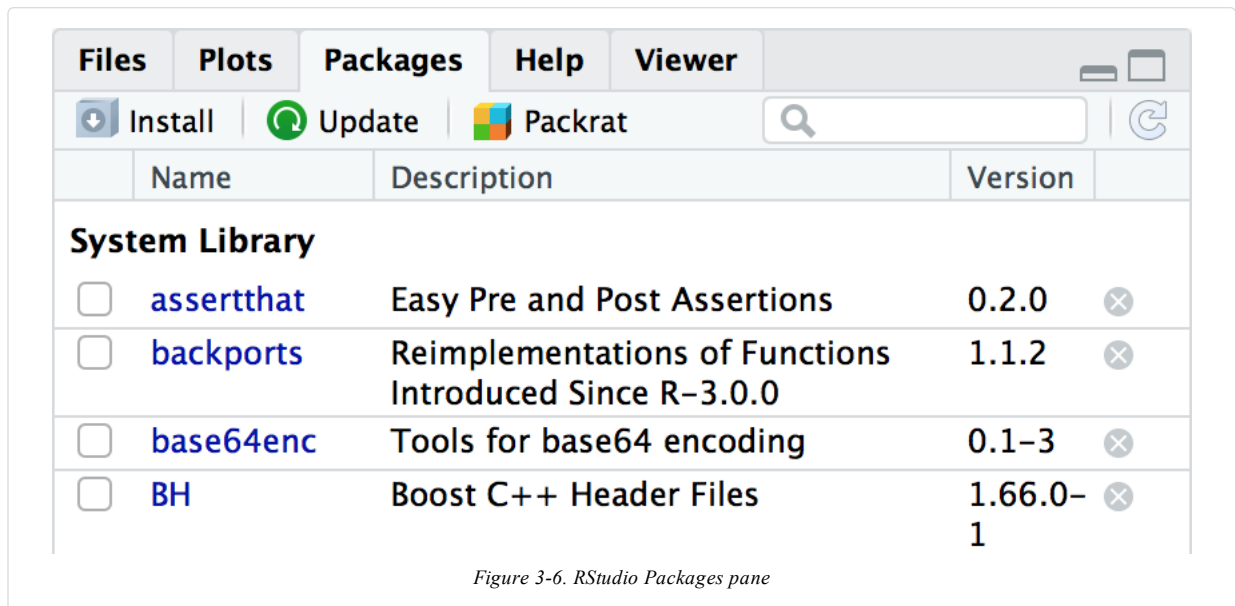 Files Plots Packages Help Viewer
Install Update Packrat
Name Description Version
System Library
assertthat Easy Pre and Post Assertions 0.2.0
backports Reimplementations of Functions 1.1.2
Introduced Since R-3.0.0
base64enc Tools for base64 encoding 0.1-3
BH Boost C++ Header Files 1.66.0-
1
Figure 3-6. RStudio Packages pane